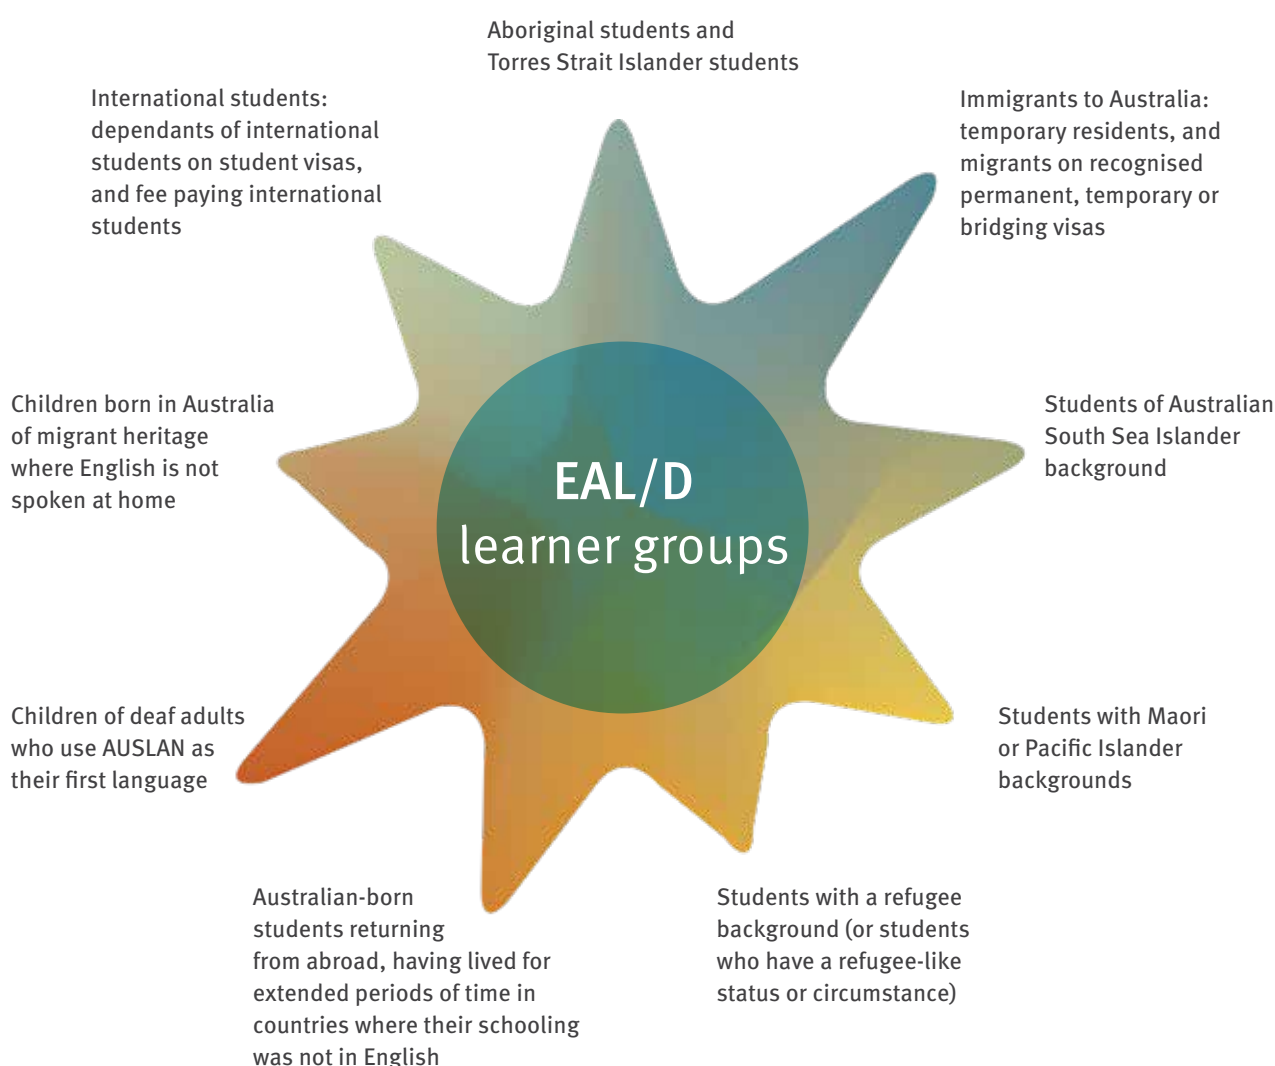 Aboriginal students and
Torres Strait Islander students
International students:
dependants of international
students on student visas,
and fee paying international
students
Immigrants to Australia:
temporary residents, and
migrants on recognised
permanent, temporary or
bridging visas
Children born in Australia
of migrant heritage
where English is not
spoken at home
Students of Australian
South Sea Islander
background
EAL/D
learner groups
Children of deaf adults
who use AUSLAN as
their first language
Students with Maori
or Pacific Islander
backgrounds
Australian-born
students returning
from abroad, having lived for
extended periods of time in
countries where their schooling
was not in English
Students with a refugee
background (or students
who have a refugee-like
status or circumstance)